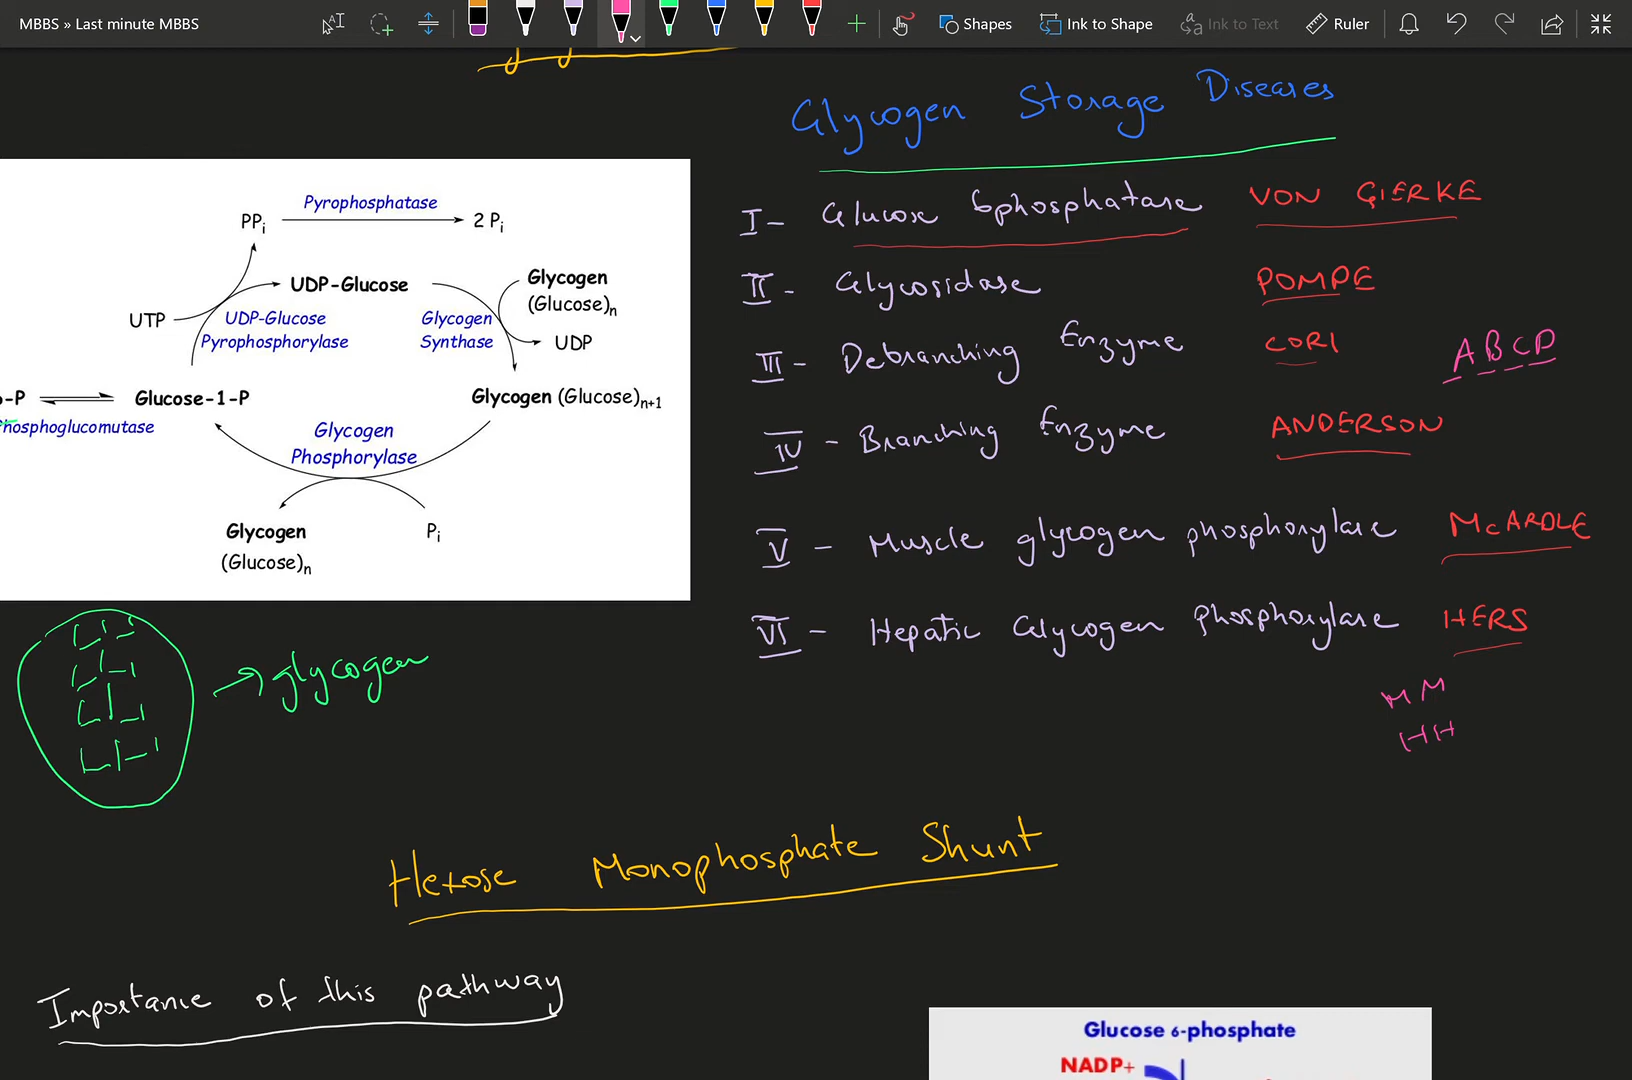 MBBS » Last minute MBBS
Shapes
Ink to Shape
Ink to Text
Ruler
Glycogen Storage Diseases
Pyrophosphatase
PPi
2 Pi
UDP-Glucose
Glycogen
(Glucose)n
UTP
UDP-Glucose
Pyrophosphorylase
Glycogen
Synthase
UDP
-P
Glucose-1-P
Glycogen (Glucose)n+1
hosphoglucomutase
Glycogen
Phosphorylase
Glycogen
(Glucose)n
Pi
I - Glucose 6phosphatase VON GIERKE
II - Glycosidase POMPE
III - Debranching Enzyme CORI
ABCD
IV - Branching Enzyme ANDERSON
V - Muscle glycogen phosphorylase McARDLE
VI - Hepatic Glycogen Phosphorylase HERS
MM
HH
→ glycogen
Hexose Monophosphate Shunt
Importance of this pathway
Glucose 6-phosphate
NADP+